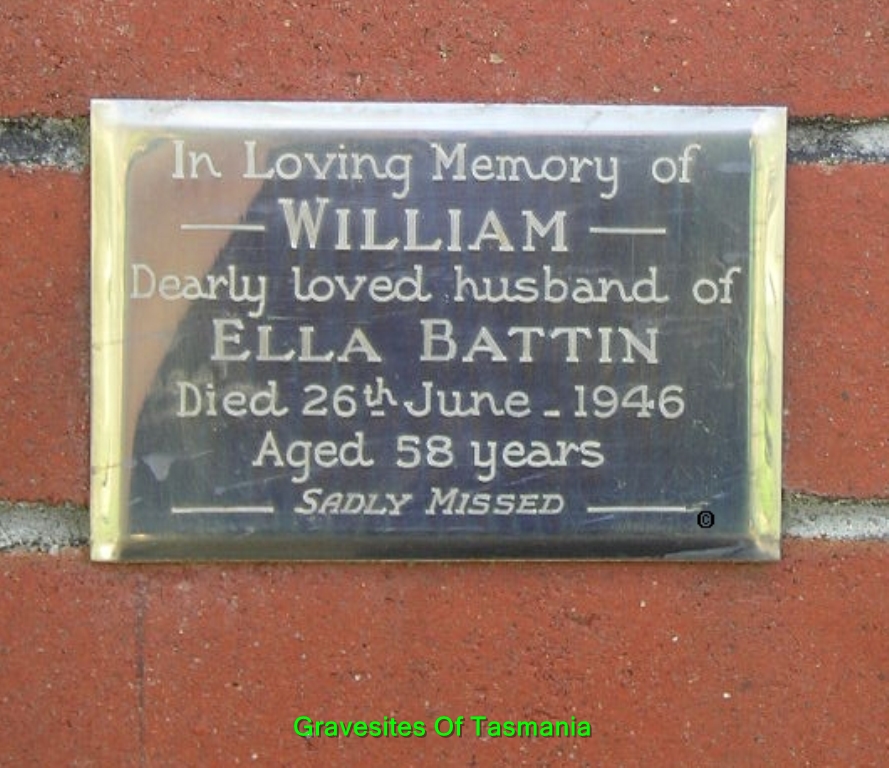 In Loving Memory of
— WILLIAM —
Dearly loved husband of
ELLA BATTIN
Died 26th June - 1946
Aged 58 years
— SADLY MISSED —
©
Gravesites Of Tasmania